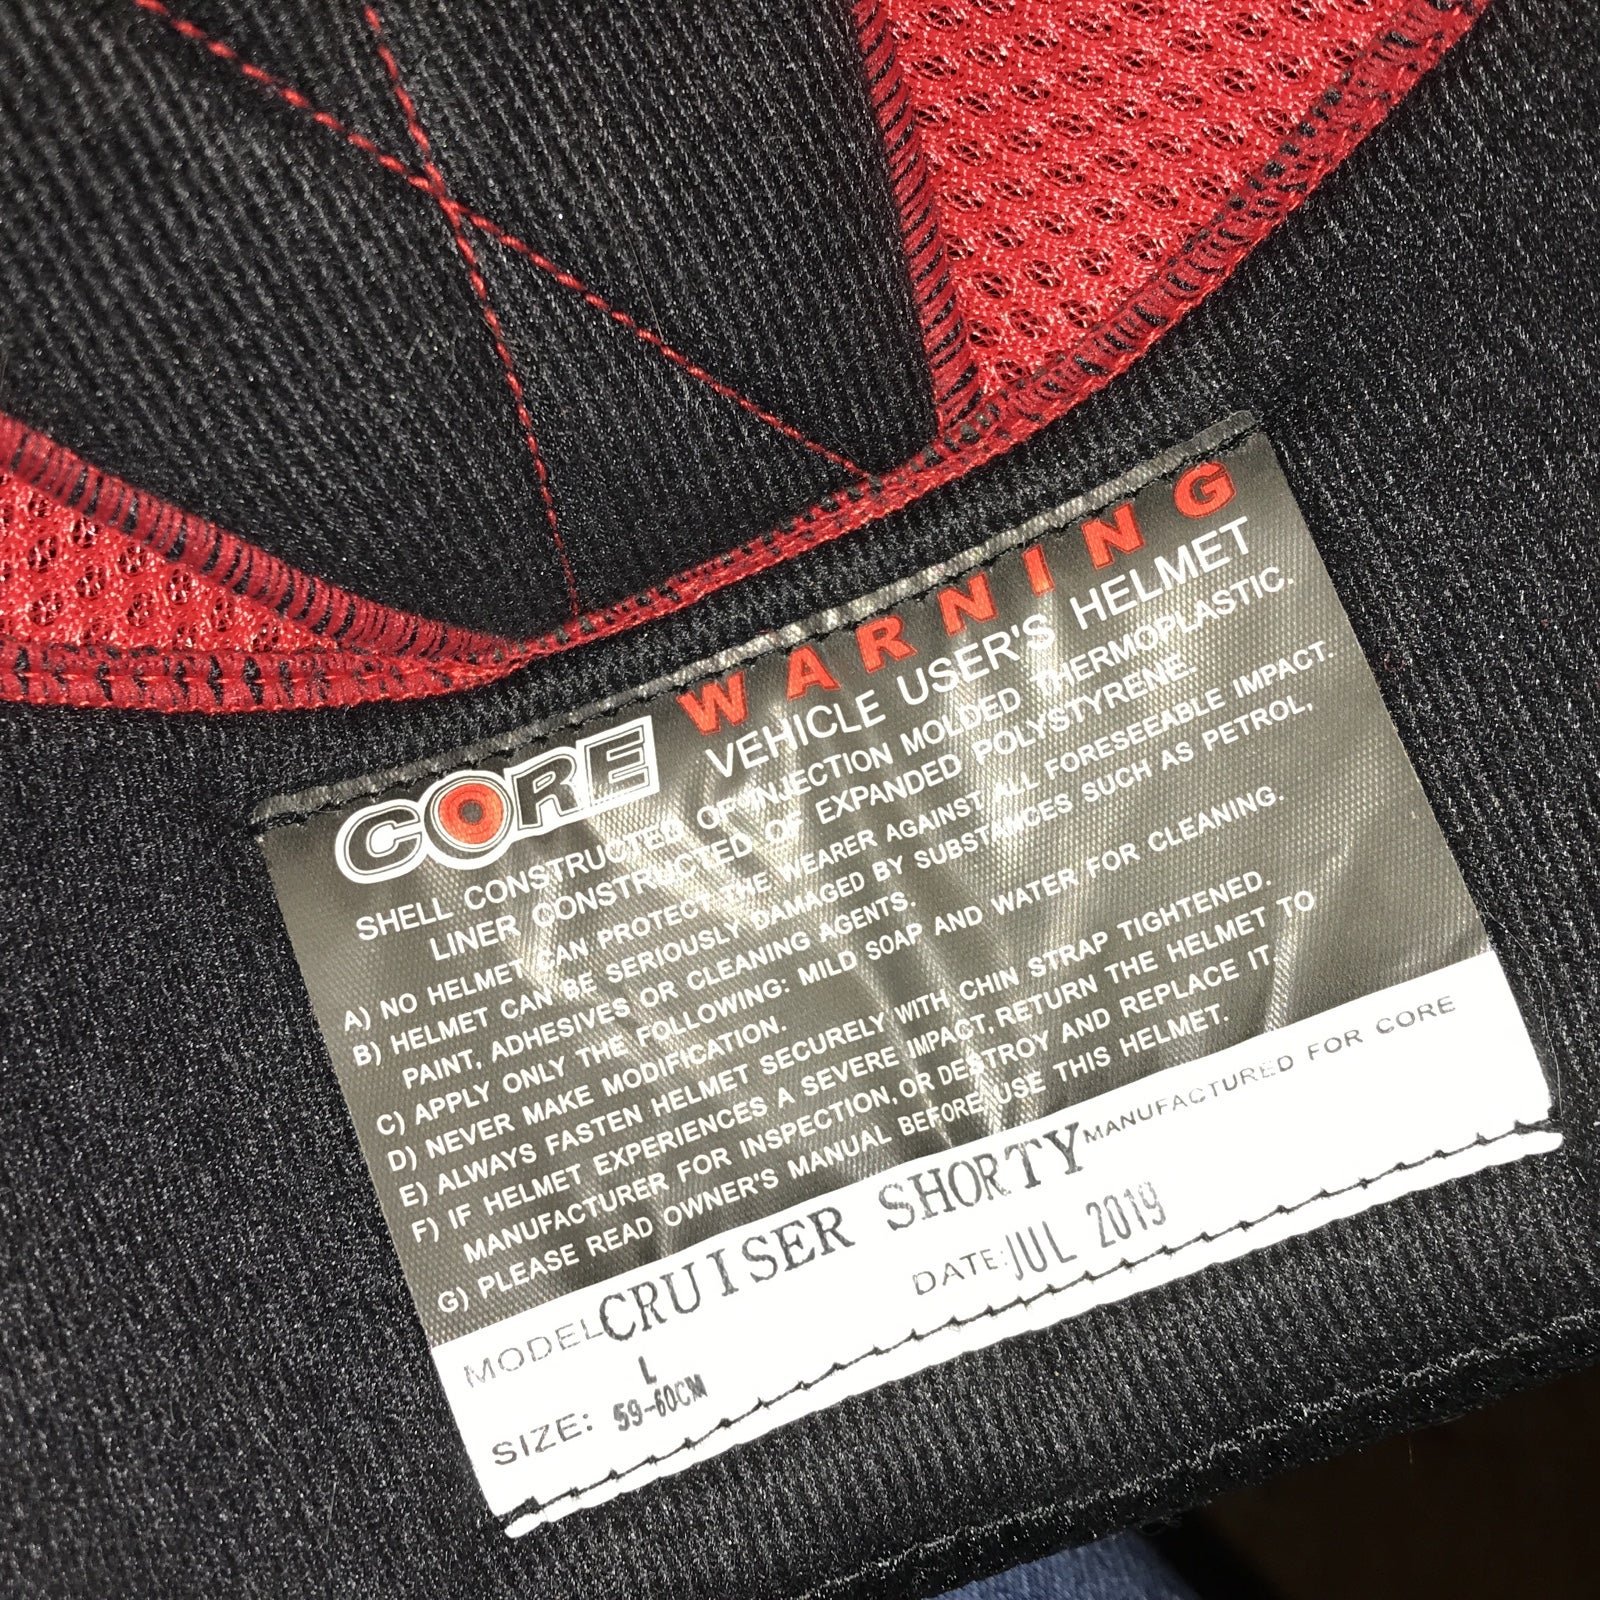 CORE WARNING
VEHICLE USER'S HELMET
SHELL CONSTRUCTED OF INJECTION MOLDED THERMOPLASTIC.
LINER CONSTRUCTED OF EXPANDED POLYSTYRENE.
A) NO HELMET CAN PROTECT THE WEARER AGAINST ALL FORESEEABLE IMPACT.
B) HELMET CAN BE SERIOUSLY DAMAGED BY SUBSTANCES SUCH AS PETROL,
PAINT, ADHESIVES OR CLEANING AGENTS.
C) APPLY ONLY THE FOLLOWING: MILD SOAP AND WATER FOR CLEANING.
D) NEVER MAKE MODIFICATION.
E) ALWAYS FASTEN HELMET SECURELY WITH CHIN STRAP TIGHTENED.
F) IF HELMET EXPERIENCES A SEVERE IMPACT, RETURN THE HELMET TO
MANUFACTURER FOR INSPECTION, OR DESTROY AND REPLACE IT.
G) PLEASE READ OWNER'S MANUAL BEFORE USE THIS HELMET.
MODEL CRUISER SHORTY MANUFACTURED FOR CORE
L
SIZE: 59-60CM DATE: JUL 2019